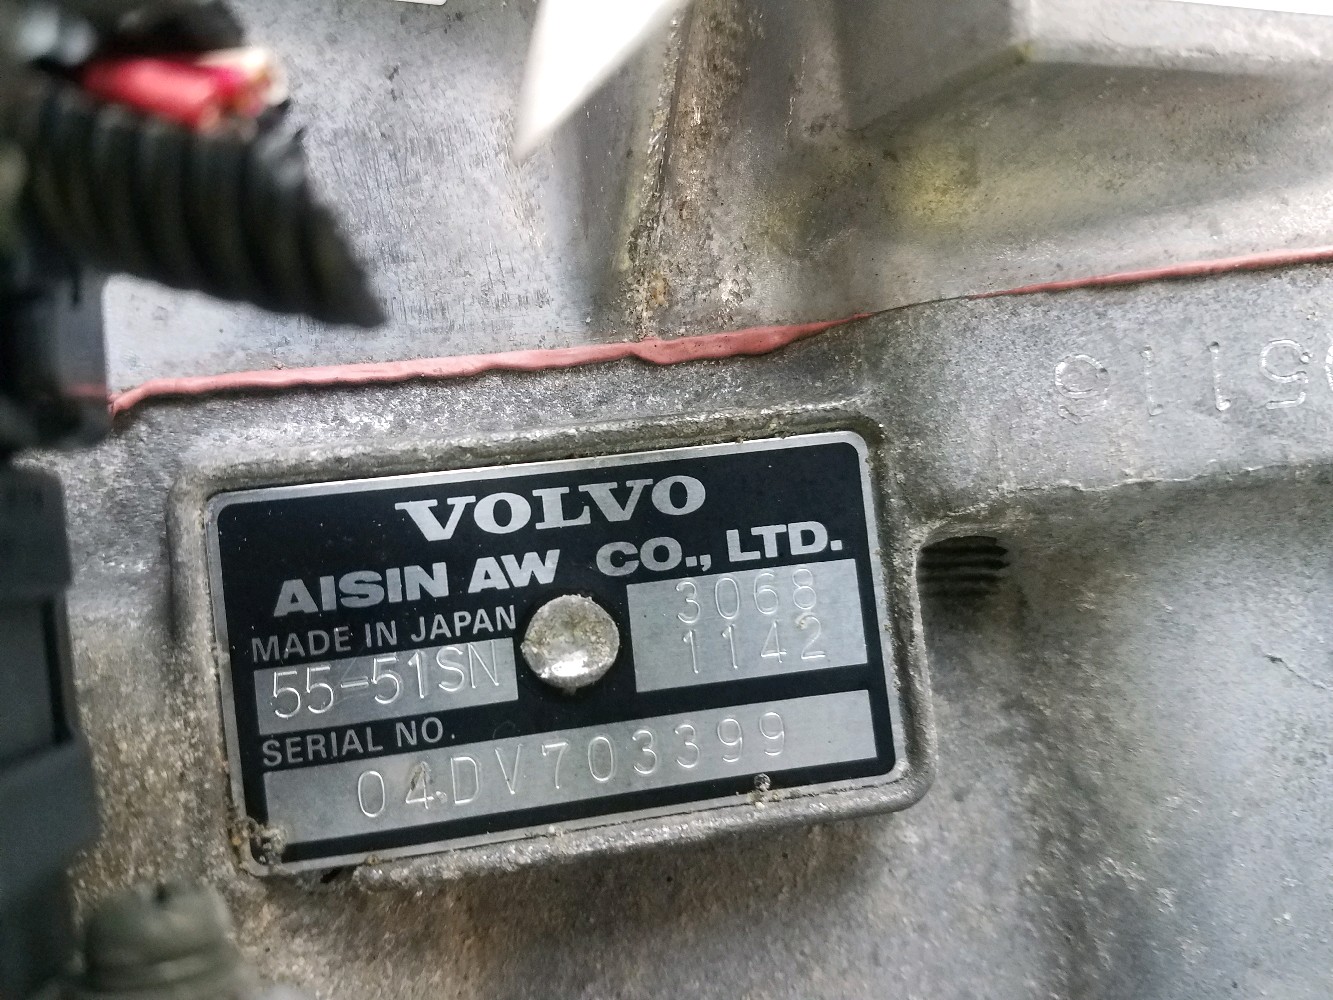 VOLVO
AISIN AW CO., LTD.
MADE IN JAPAN
3068
55-51SN
1142
SERIAL NO.
04DV703399